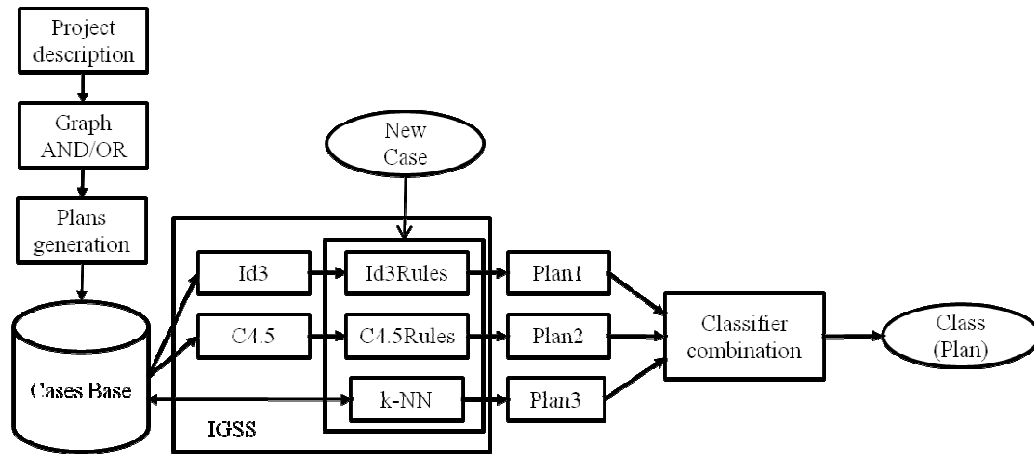 Project
description
Graph
AND/OR
Plans
generation
Cases Base
New
Case
Id3
Id3Rules
Plan1
C4.5
C4.5Rules
Plan2
k-NN
Plan3
IGSS
Classifier
combination
Class
(Plan)